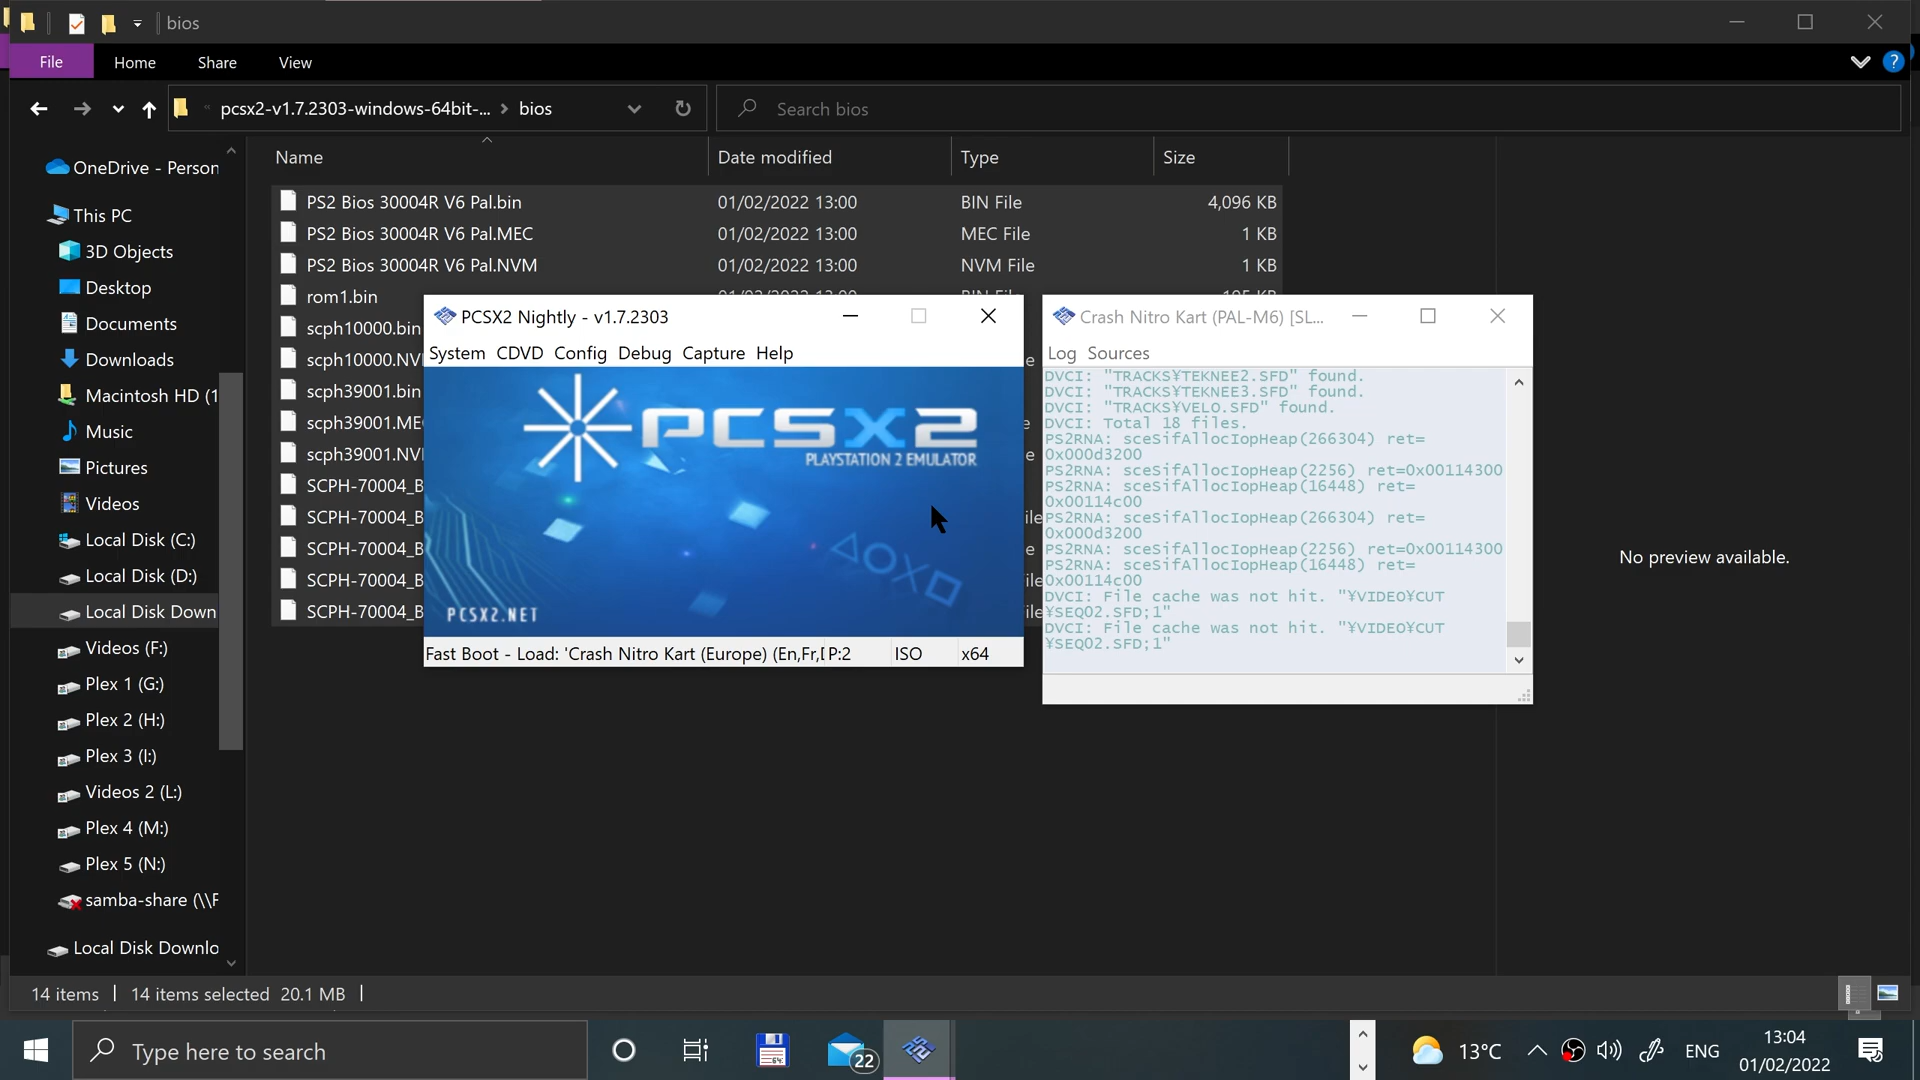 bios
File
Home
Share
View
pcsx2-v1.7.2303-windows-64bit-... > bios
Search bios
Name
Date modified
Type
Size
OneDrive - Person
This PC
3D Objects
Desktop
Documents
Downloads
Macintosh HD (1
Music
Pictures
Videos
Local Disk (C:)
Local Disk (D:)
Local Disk Down
Videos (F:)
Plex 1 (G:)
Plex 2 (H:)
Plex 3 (I:)
Videos 2 (L:)
Plex 4 (M:)
Plex 5 (N:)
samba-share (\\F
Local Disk Downlo
PS2 Bios 30004R V6 Pal.bin 01/02/2022 13:00 BIN File 4,096 KB
PS2 Bios 30004R V6 Pal.MEC 01/02/2022 13:00 MEC File 1 KB
PS2 Bios 30004R V6 Pal.NVM 01/02/2022 13:00 NVM File 1 KB
rom1.bin
scph10000.bin
scph10000.NV
scph39001.bin
scph39001.ME
scph39001.NV
SCPH-70004_B
SCPH-70004_B
SCPH-70004_B
SCPH-70004_B
SCPH-70004_B
PCSX2 Nightly - v1.7.2303
System CDVD Config Debug Capture Help
PCSX2
PLAYSTATION 2 EMULATOR
PCSX2.NET
Fast Boot - Load: 'Crash Nitro Kart (Europe) (En,Fr,[ P:2 ISO x64
Crash Nitro Kart (PAL-M6) [SL...
Log Sources
DVCI: "TRACKS¥TEKNEE2.SFD" found.
DVCI: "TRACKS¥TEKNEE3.SFD" found.
DVCI: "TRACKS¥VELO.SFD" found.
DVCI: Total 18 files.
PS2RNA: sceSifAllocIopHeap(266304) ret=
0x000d3200
PS2RNA: sceSifAllocIopHeap(2256) ret=0x00114300
PS2RNA: sceSifAllocIopHeap(16448) ret=
0x00114c00
PS2RNA: sceSifAllocIopHeap(266304) ret=
0x000d3200
PS2RNA: sceSifAllocIopHeap(2256) ret=0x00114300
PS2RNA: sceSifAllocIopHeap(16448) ret=
0x00114c00
DVCI: File cache was not hit. "¥VIDEO¥CUT
¥SEQ02.SFD;1"
DVCI: File cache was not hit. "¥VIDEO¥CUT
¥SEQ02.SFD;1"
No preview available.
14 items
14 items selected 20.1 MB
Type here to search
64
22
13°C
ENG
13:04
01/02/2022